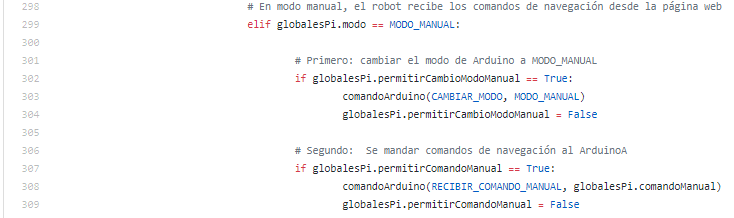 298 # En modo manual, el robot recibe los comandos de navegación desde la página web
299 elif globalesPi.modo == MODO_MANUAL:
300
301 # Primero: cambiar el modo de Arduino a MODO_MANUAL
302 if globalesPi.permitirCambioModoManual == True:
303 comandoArduino(CAMBIAR_MODO, MODO_MANUAL)
304 globalesPi.permitirCambioModoManual = False
305
306 # Segundo:  Se mandar comandos de navegación al ArduinoA
307 if globalesPi.permitirComandoManual == True:
308 comandoArduino(RECIBIR_COMANDO_MANUAL, globalesPi.comandoManual)
309 globalesPi.permitirComandoManual = False